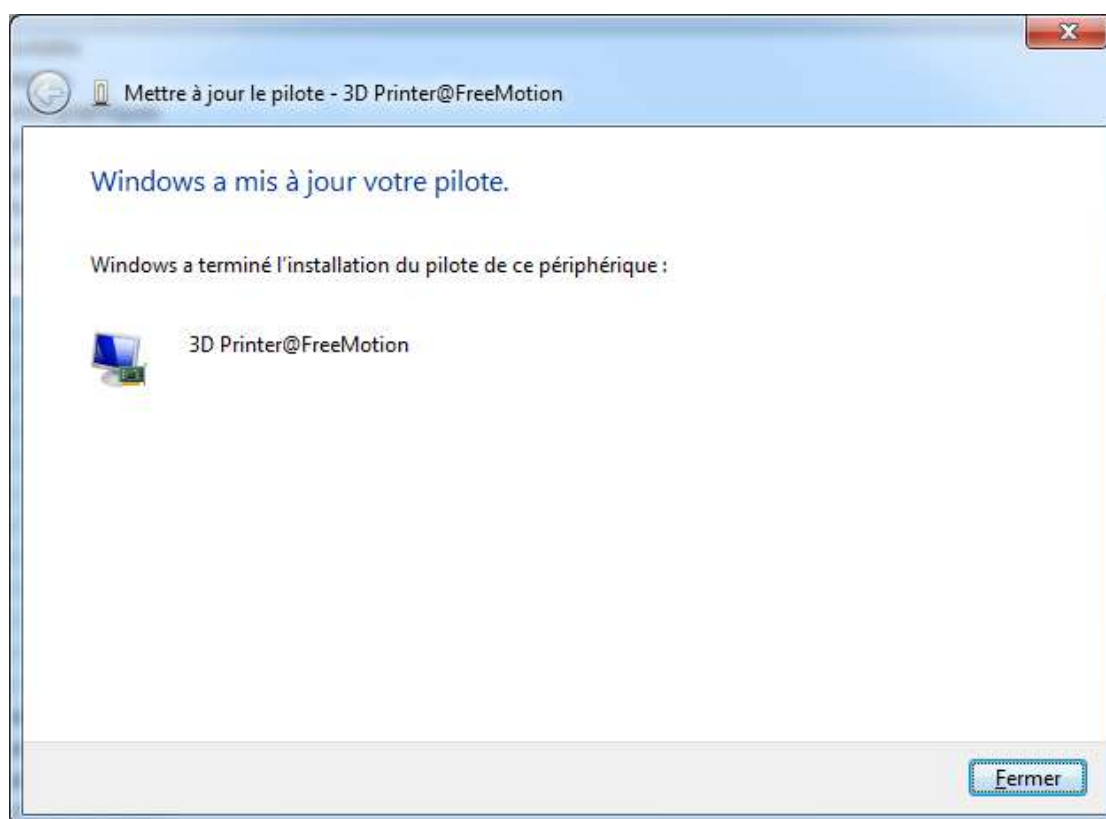 Mettre à jour le pilote - 3D Printer@FreeMotion
Windows a mis à jour votre pilote.
Windows a terminé l'installation du pilote de ce périphérique :
3D Printer@FreeMotion
Fermer